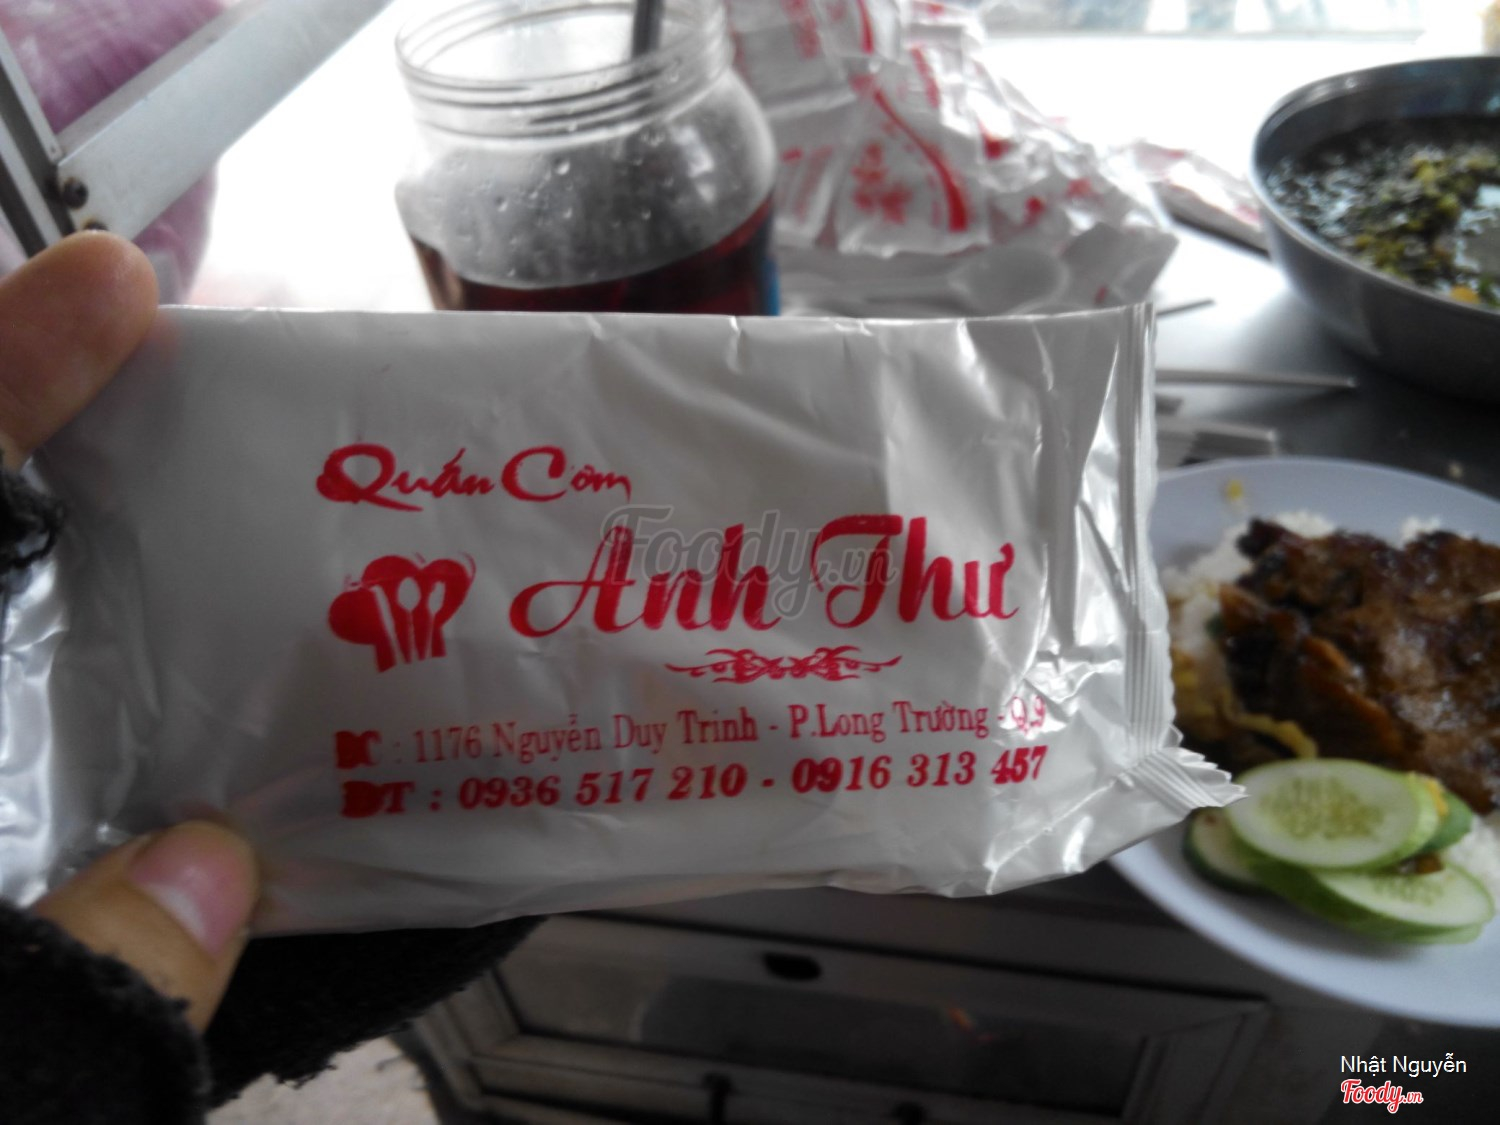 Quán Cơm
Anh Thư
ĐC : 1176 Nguyễn Duy Trinh - P.Long Trường - Q.9
ĐT : 0936 517 210 - 0916 313 457
Foody.vn
Nhật Nguyễn
Foody.vn